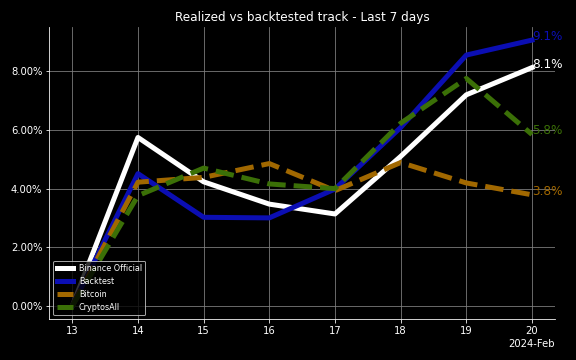 Realized vs backtested track - Last 7 days
9.1%
8.1%
8.00%
6.00%
5.8%
4.00%
3.8%
2.00%
0.00%
Binance Official
Backtest
Bitcoin
CryptosAll
13 14 15 16 17 18 19 20
2024-Feb